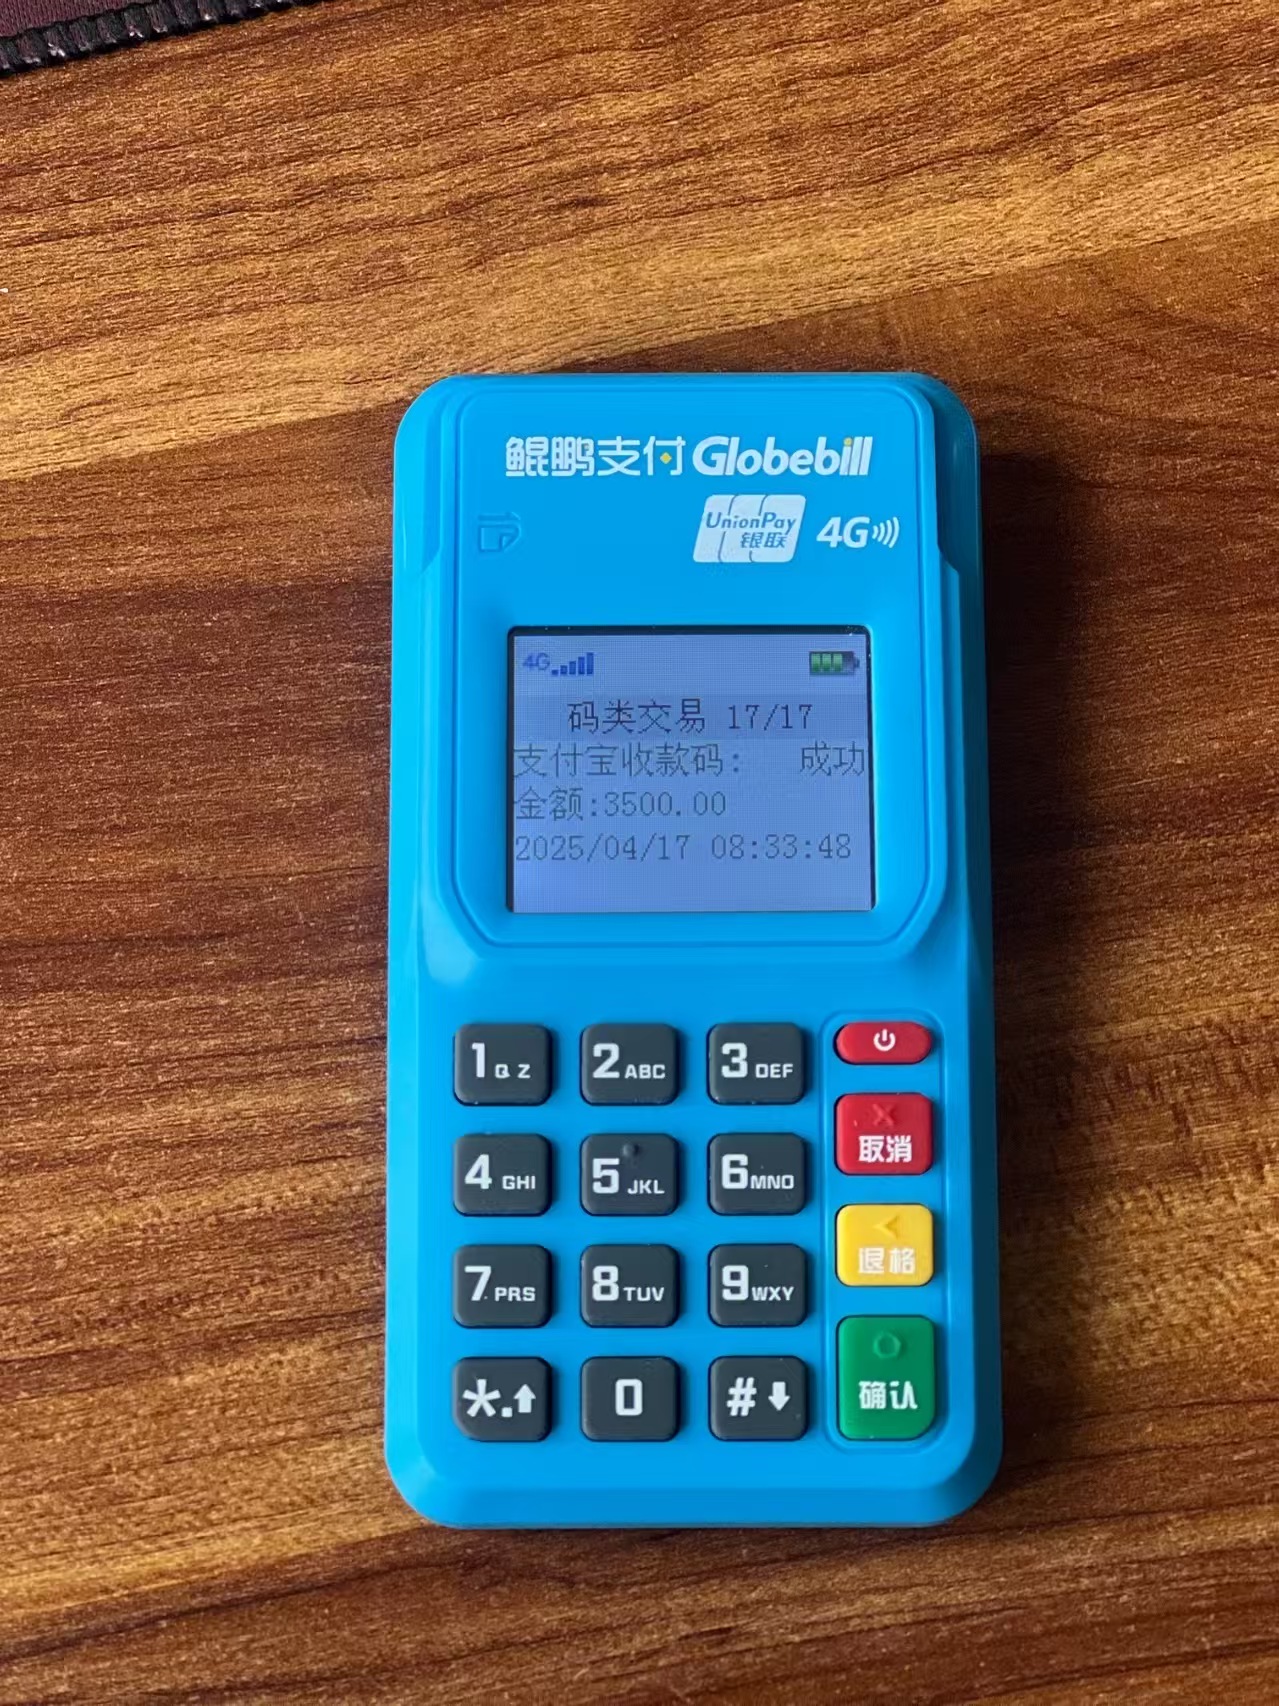 鲲鹏支付 Globebill
UnionPay 4G
银联
4G
码类交易 17/17
支付宝收款码: 成功
金额:3500.00
2025/04/17 08:33:48
1 Q Z 2 ABC 3 DEF
取消
4 GHI 5 JKL 6 MNO
退格
7 PRS 8 TUV 9 WXY
确认
*.⬆ 0 #⬇